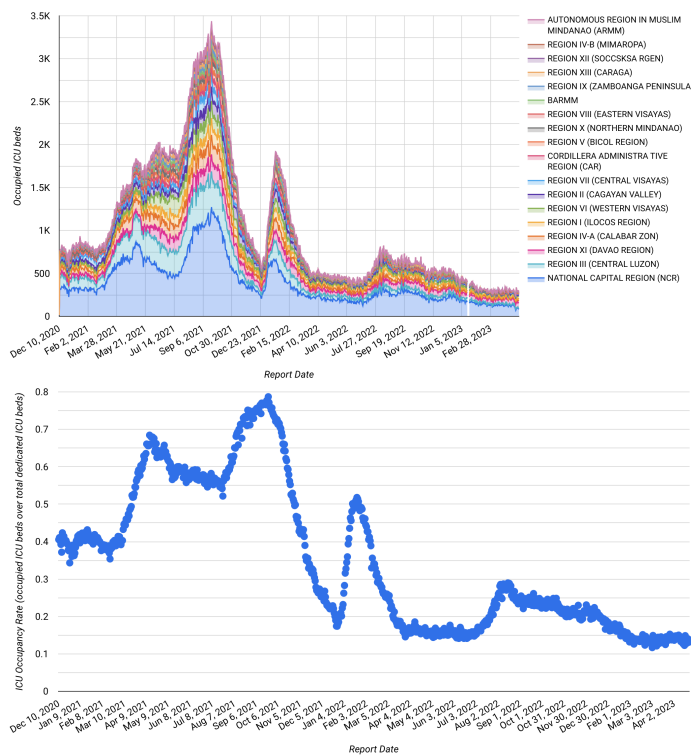 3.5K
3K
2.5K
2K
1.5K
1K
500
0
Occupied ICU beds
Dec 10, 2020
Feb 2, 2021
Mar 28, 2021
May 21, 2021
Jul 14, 2021
Sep 6, 2021
Oct 30, 2021
Dec 23, 2021
Feb 15, 2022
Apr 10, 2022
Jun 3, 2022
Jul 27, 2022
Sep 19, 2022
Nov 12, 2022
Jan 5, 2023
Feb 28, 2023
Report Date
AUTONOMOUS REGION IN MUSLIM
MINDANAO (ARMM)
REGION IV-B (MIMAROPA)
REGION XII (SOCCSKSA RGEN)
REGION XIII (CARAGA)
REGION IX (ZAMBOANGA PENINSULA
BARMM
REGION VIII (EASTERN VISAYAS)
REGION X (NORTHERN MINDANAO)
REGION V (BICOL REGION)
CORDILLERA ADMINISTRA TIVE
REGION (CAR)
REGION VII (CENTRAL VISAYAS)
REGION II (CAGAYAN VALLEY)
REGION VI (WESTERN VISAYAS)
REGION I (ILOCOS REGION)
REGION IV-A (CALABAR ZON)
REGION XI (DAVAO REGION)
REGION III (CENTRAL LUZON)
NATIONAL CAPITAL REGION (NCR)
0.8
0.7
0.6
0.5
0.4
0.3
0.2
0.1
0
ICU Occupancy Rate (occupied ICU beds over total dedicated ICU beds)
Dec 10, 2020
Jan 9, 2021
Feb 8, 2021
Mar 10, 2021
Apr 9, 2021
May 9, 2021
Jun 8, 2021
Jul 8, 2021
Aug 7, 2021
Sep 6, 2021
Oct 6, 2021
Nov 5, 2021
Dec 5, 2021
Jan 4, 2022
Feb 3, 2022
Mar 5, 2022
Apr 4, 2022
May 4, 2022
Jun 3, 2022
Jul 3, 2022
Aug 2, 2022
Sep 1, 2022
Oct 1, 2022
Oct 31, 2022
Nov 30, 2022
Dec 30, 2022
Feb 1, 2023
Mar 3, 2023
Apr 2, 2023
Report Date